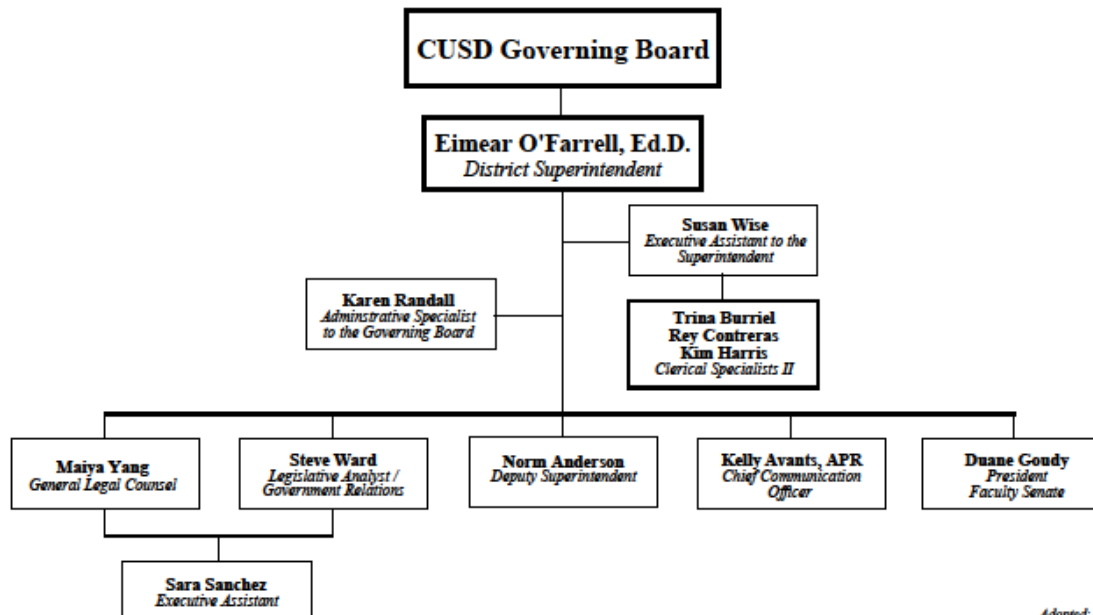 CUSD Governing Board
Eimear O'Farrell, Ed.D.
District Superintendent
Susan Wise
Executive Assistant to the
Superintendent
Karen Randall
Adminstrative Specialist
to the Governing Board
Trina Burriel
Rey Contreras
Kim Harris
Clerical Specialists II
Maiya Yang
General Legal Counsel
Steve Ward
Legislative Analyst /
Government Relations
Norm Anderson
Deputy Superintendent
Kelly Avants, APR
Chief Communication
Officer
Duane Goudy
President
Faculty Senate
Sara Sanchez
Executive Assistant
Adopted: